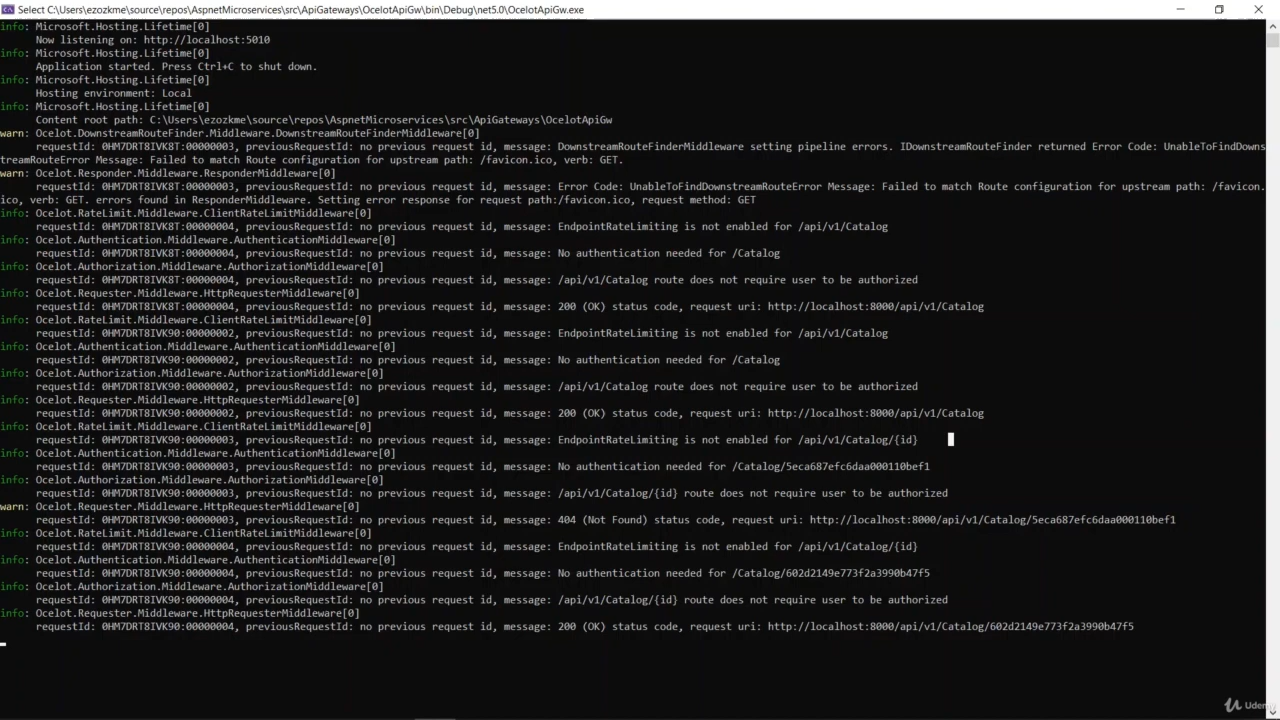 Select C:\Users\ezozkme\source\repos\AspnetMicroservices\src\ApiGateways\OcelotApiGw\bin\Debug\net5.0\OcelotApiGw.exe
info: Microsoft.Hosting.Lifetime[0]
Now listening on: http://localhost:5010
info: Microsoft.Hosting.Lifetime[0]
Application started. Press Ctrl+C to shut down.
info: Microsoft.Hosting.Lifetime[0]
Hosting environment: Local
info: Microsoft.Hosting.Lifetime[0]
Content root path: C:\Users\ezozkme\source\repos\AspnetMicroservices\src\ApiGateways\OcelotApiGw
warn: Ocelot.DownstreamRouteFinder.Middleware.DownstreamRouteFinderMiddleware[0]
requestId: 0HM7DRT8IVK8T:00000003, previousRequestId: no previous request id, message: DownstreamRouteFinderMiddleware setting pipeline errors. IDownstreamRouteFinder returned Error Code: UnableToFindDowns
treamRouteError Message: Failed to match Route configuration for upstream path: /favicon.ico, verb: GET.
warn: Ocelot.Responder.Middleware.ResponderMiddleware[0]
requestId: 0HM7DRT8IVK8T:00000003, previousRequestId: no previous request id, message: Error Code: UnableToFindDownstreamRouteError Message: Failed to match Route configuration for upstream path: /favicon.
ico, verb: GET. errors found in ResponderMiddleware. Setting error response for request path:/favicon.ico, request method: GET
info: Ocelot.RateLimit.Middleware.ClientRateLimitMiddleware[0]
requestId: 0HM7DRT8IVK8T:00000004, previousRequestId: no previous request id, message: EndpointRateLimiting is not enabled for /api/v1/Catalog
info: Ocelot.Authentication.Middleware.AuthenticationMiddleware[0]
requestId: 0HM7DRT8IVK8T:00000004, previousRequestId: no previous request id, message: No authentication needed for /Catalog
info: Ocelot.Authorization.Middleware.AuthorizationMiddleware[0]
requestId: 0HM7DRT8IVK8T:00000004, previousRequestId: no previous request id, message: /api/v1/Catalog route does not require user to be authorized
info: Ocelot.Requester.Middleware.HttpRequesterMiddleware[0]
requestId: 0HM7DRT8IVK8T:00000004, previousRequestId: no previous request id, message: 200 (OK) status code, request uri: http://localhost:8000/api/v1/Catalog
info: Ocelot.RateLimit.Middleware.ClientRateLimitMiddleware[0]
requestId: 0HM7DRT8IVK90:00000002, previousRequestId: no previous request id, message: EndpointRateLimiting is not enabled for /api/v1/Catalog
info: Ocelot.Authentication.Middleware.AuthenticationMiddleware[0]
requestId: 0HM7DRT8IVK90:00000002, previousRequestId: no previous request id, message: No authentication needed for /Catalog
info: Ocelot.Authorization.Middleware.AuthorizationMiddleware[0]
requestId: 0HM7DRT8IVK90:00000002, previousRequestId: no previous request id, message: /api/v1/Catalog route does not require user to be authorized
info: Ocelot.Requester.Middleware.HttpRequesterMiddleware[0]
requestId: 0HM7DRT8IVK90:00000002, previousRequestId: no previous request id, message: 200 (OK) status code, request uri: http://localhost:8000/api/v1/Catalog
info: Ocelot.RateLimit.Middleware.ClientRateLimitMiddleware[0]
requestId: 0HM7DRT8IVK90:00000003, previousRequestId: no previous request id, message: EndpointRateLimiting is not enabled for /api/v1/Catalog/{id}
info: Ocelot.Authentication.Middleware.AuthenticationMiddleware[0]
requestId: 0HM7DRT8IVK90:00000003, previousRequestId: no previous request id, message: No authentication needed for /Catalog/5eca687efc6daa000110bef1
info: Ocelot.Authorization.Middleware.AuthorizationMiddleware[0]
requestId: 0HM7DRT8IVK90:00000003, previousRequestId: no previous request id, message: /api/v1/Catalog/{id} route does not require user to be authorized
warn: Ocelot.Requester.Middleware.HttpRequesterMiddleware[0]
requestId: 0HM7DRT8IVK90:00000003, previousRequestId: no previous request id, message: 404 (Not Found) status code, request uri: http://localhost:8000/api/v1/Catalog/5eca687efc6daa000110bef1
info: Ocelot.RateLimit.Middleware.ClientRateLimitMiddleware[0]
requestId: 0HM7DRT8IVK90:00000004, previousRequestId: no previous request id, message: EndpointRateLimiting is not enabled for /api/v1/Catalog/{id}
info: Ocelot.Authentication.Middleware.AuthenticationMiddleware[0]
requestId: 0HM7DRT8IVK90:00000004, previousRequestId: no previous request id, message: No authentication needed for /Catalog/602d2149e773f2a3990b47f5
info: Ocelot.Authorization.Middleware.AuthorizationMiddleware[0]
requestId: 0HM7DRT8IVK90:00000004, previousRequestId: no previous request id, message: /api/v1/Catalog/{id} route does not require user to be authorized
info: Ocelot.Requester.Middleware.HttpRequesterMiddleware[0]
requestId: 0HM7DRT8IVK90:00000004, previousRequestId: no previous request id, message: 200 (OK) status code, request uri: http://localhost:8000/api/v1/Catalog/602d2149e773f2a3990b47f5
Udemy